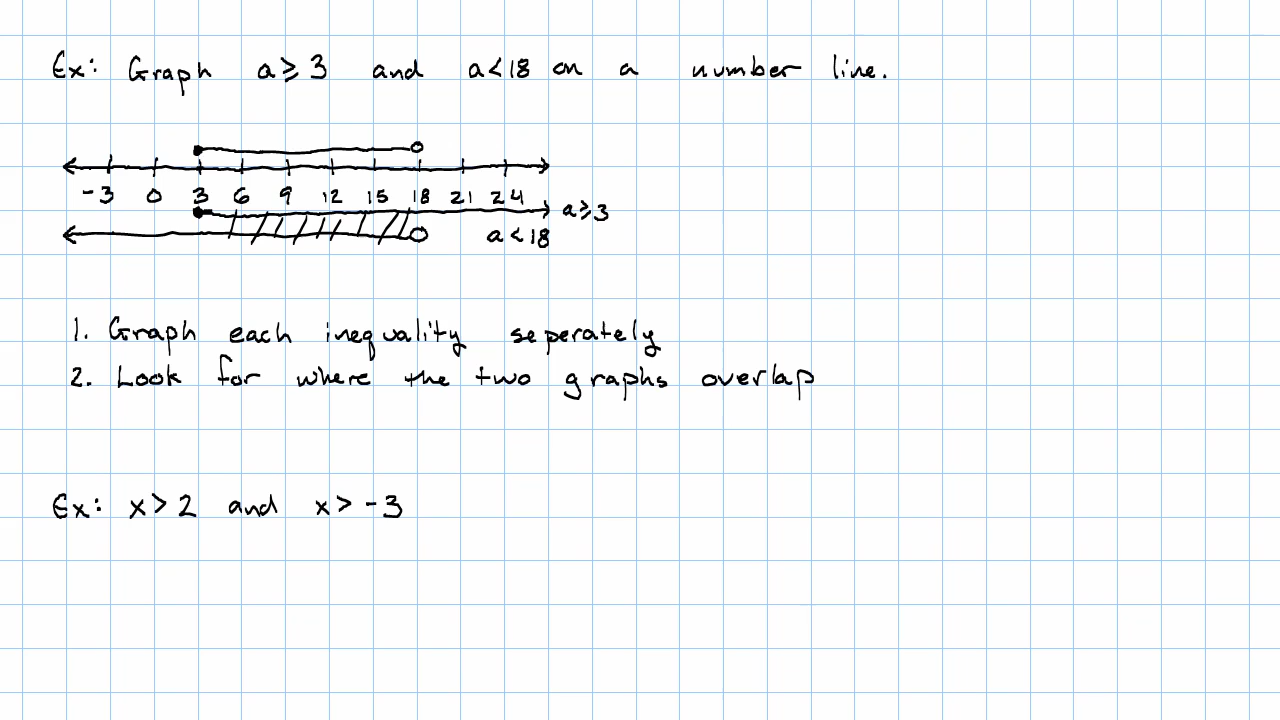 Ex: Graph a ≥ 3 and a < 18 on a number line.
-3 0 3 6 9 12 15 18 21 24
a ≥ 3
a < 18
1. Graph each inequality seperately
2. Look for where the two graphs overlap
Ex: x > 2 and x > -3